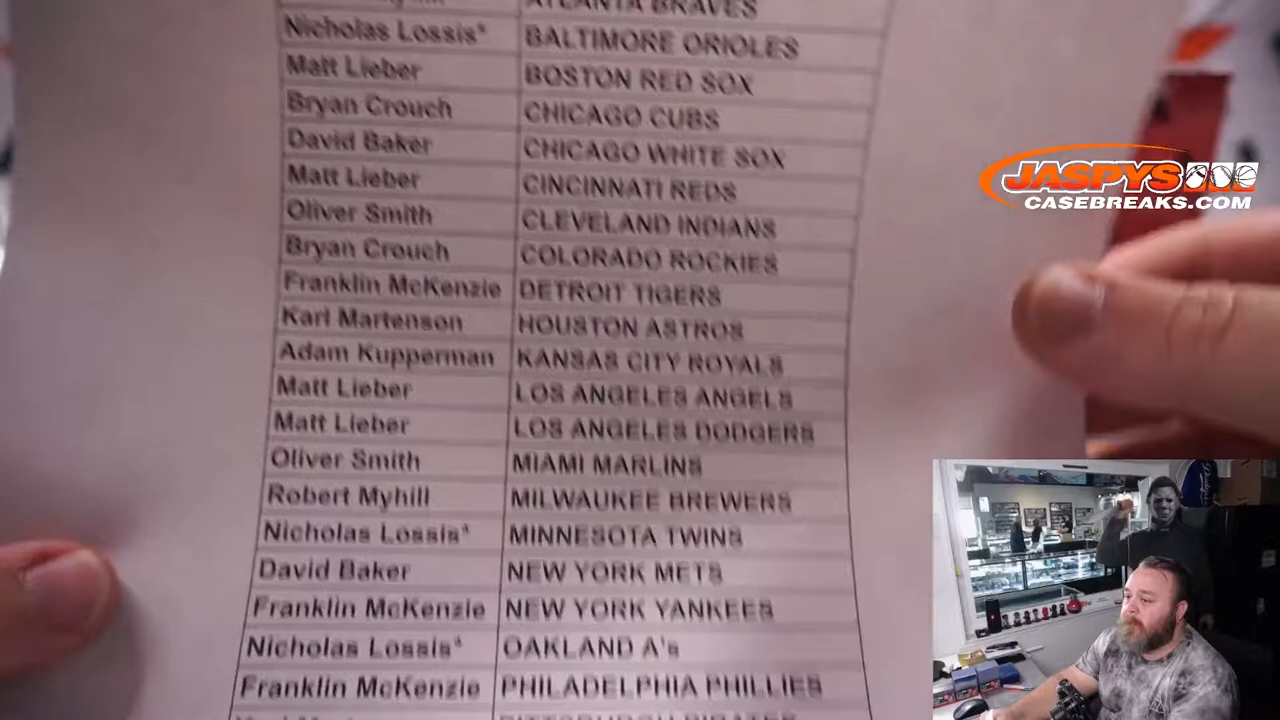 ATLANTA BRAVES
Nicholas Lossis* BALTIMORE ORIOLES
Matt Lieber BOSTON RED SOX
Bryan Crouch CHICAGO CUBS
David Baker CHICAGO WHITE SOX
Matt Lieber CINCINNATI REDS
Oliver Smith CLEVELAND INDIANS
Bryan Crouch COLORADO ROCKIES
Franklin McKenzie DETROIT TIGERS
Karl Martenson HOUSTON ASTROS
Adam Kupperman KANSAS CITY ROYALS
Matt Lieber LOS ANGELES ANGELS
Matt Lieber LOS ANGELES DODGERS
Oliver Smith MIAMI MARLINS
Robert Myhill MILWAUKEE BREWERS
Nicholas Lossis* MINNESOTA TWINS
David Baker NEW YORK METS
Franklin McKenzie NEW YORK YANKEES
Nicholas Lossis* OAKLAND A's
Franklin McKenzie PHILADELPHIA PHILLIES
PITTSBURGH PIRATES
JASPYS
CASEBREAKS.COM